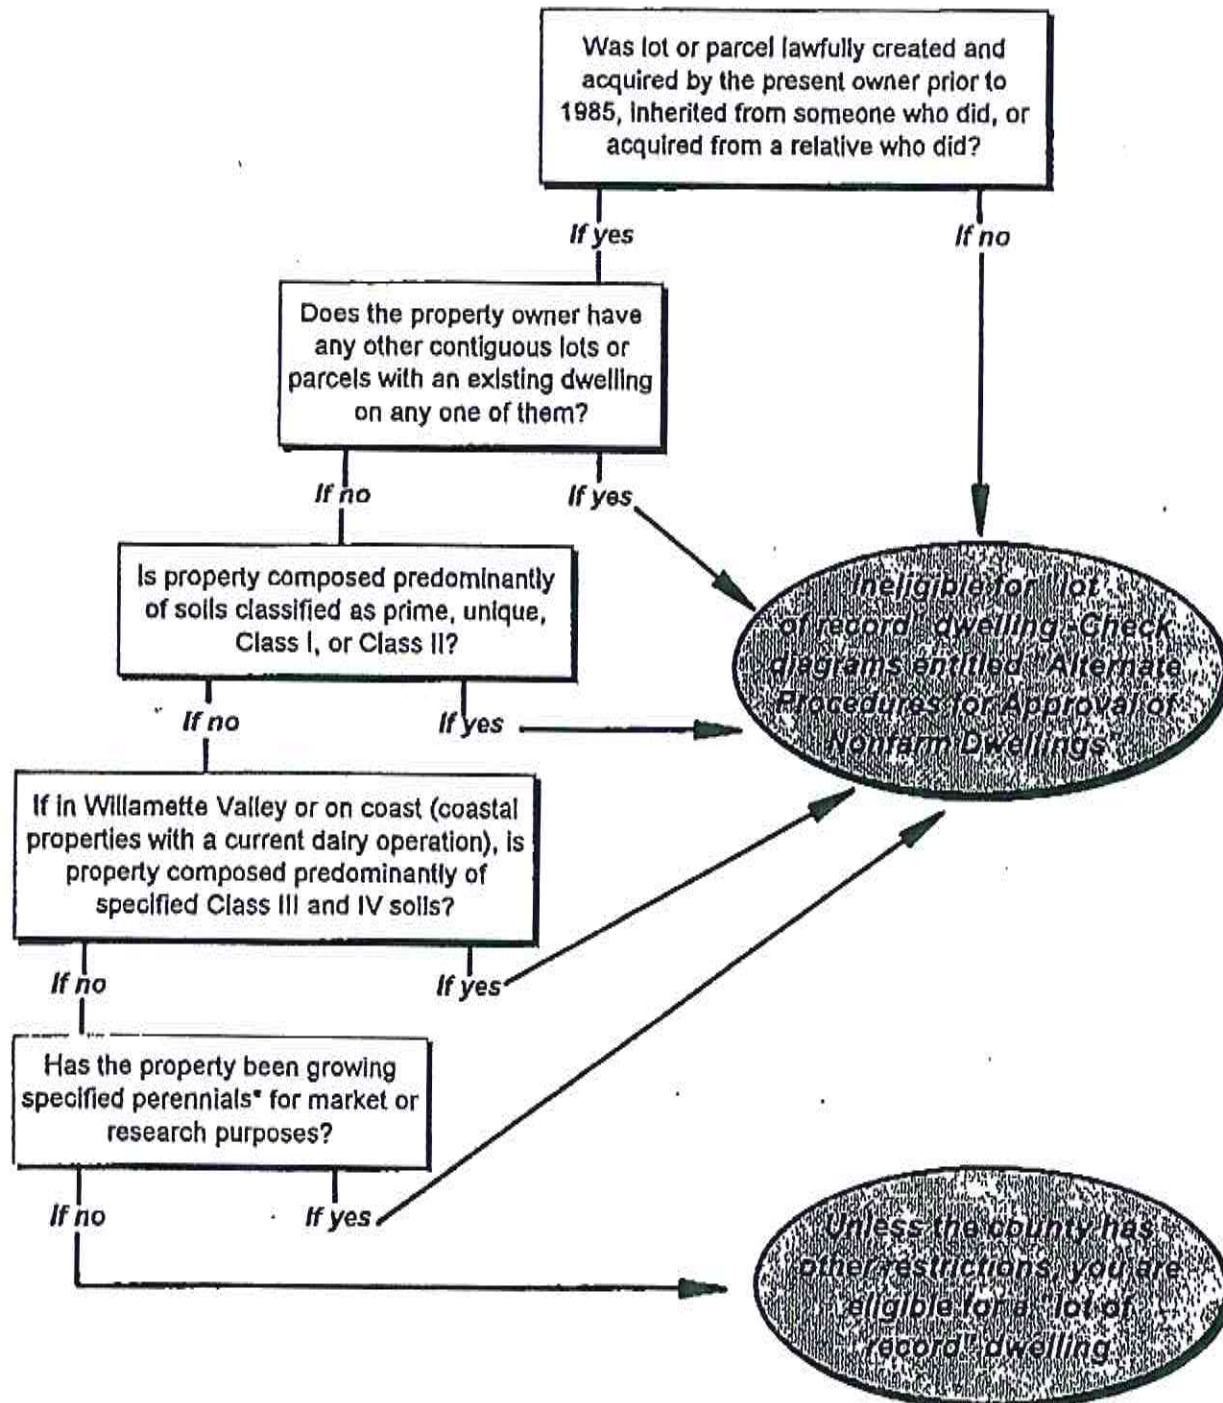 Was lot or parcel lawfully created and
acquired by the present owner prior to
1985, inherited from someone who did, or
acquired from a relative who did?
If yes
If no
Does the property owner have
any other contiguous lots or
parcels with an existing dwelling
on any one of them?
If no
If yes
Is property composed predominantly
of soils classified as prime, unique,
Class I, or Class II?
If no
If yes
Ineligible for "lot
of record" dwelling -Check
diagrams entitled "Alternate
Procedures for Approval of
Nonfarm Dwellings"
If in Willamette Valley or on coast (coastal
properties with a current dairy operation), is
property composed predominantly of
specified Class III and IV soils?
If no
If yes
Has the property been growing
specified perennials* for market or
research purposes?
If no
If yes
Unless the county has
other restrictions, you are
eligible for a "lot of
record" dwelling